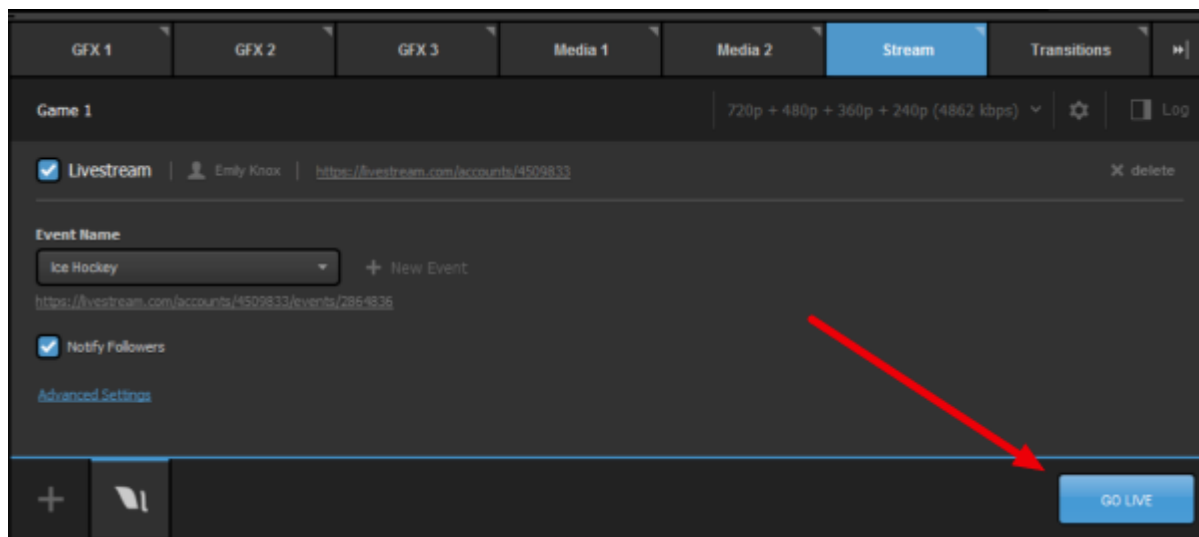 GFX 1 GFX 2 GFX 3 Media 1 Media 2 Stream Transitions
Game 1 720p + 480p + 360p + 240p (4862 kbps) Log
Livestream Emily Knox https://livestream.com/accounts/4509833 X delete
Event Name
Ice Hockey + New Event
https://livestream.com/accounts/4509833/events/2864836
Notify Followers
Advanced Settings
GO LIVE